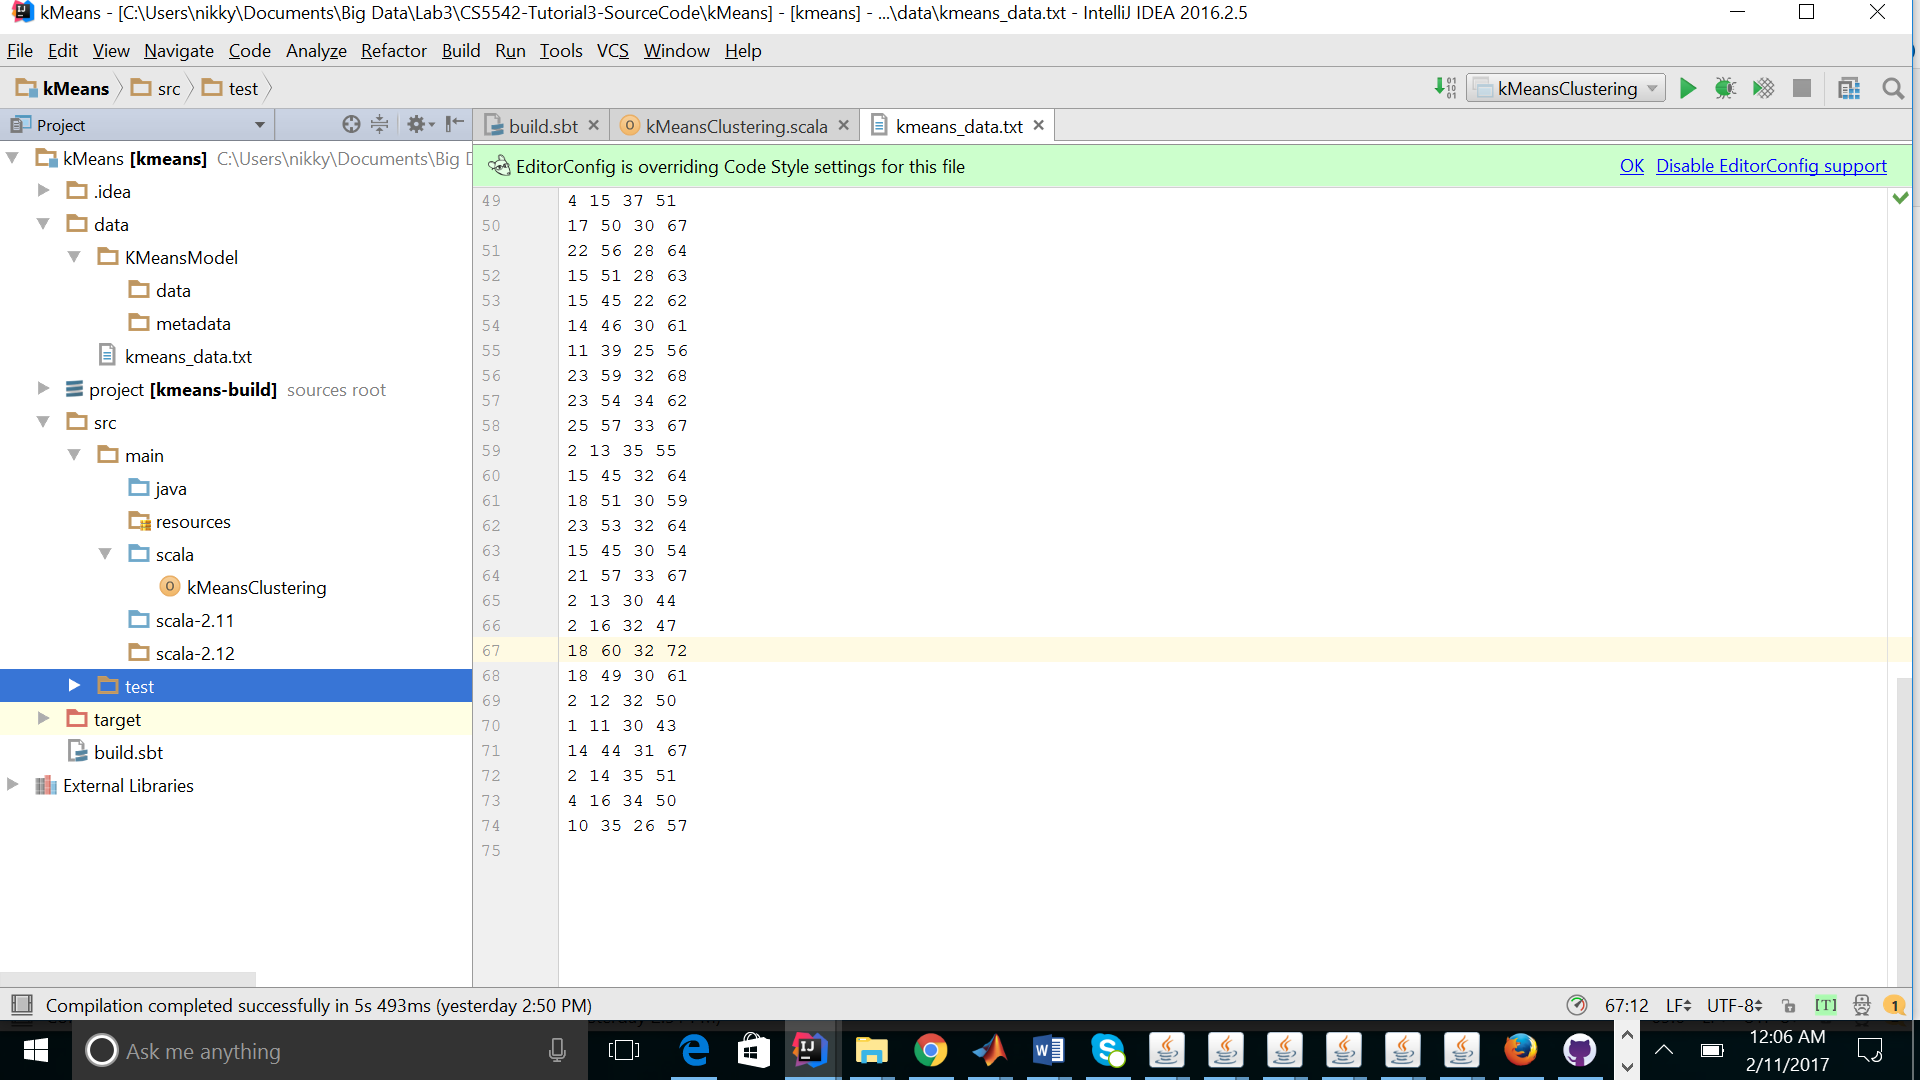 kMeans - [C:\Users\nikky\Documents\Big Data\Lab3\CS5542-Tutorial3-SourceCode\kMeans] - [kmeans] - ...\data\kmeans_data.txt - IntelliJ IDEA 2016.2.5
File Edit View Navigate Code Analyze Refactor Build Run Tools VCS Window Help
kMeans src test kMeansClustering
Project
build.sbt kMeansClustering.scala kmeans_data.txt
EditorConfig is overriding Code Style settings for this file OK Disable EditorConfig support
kMeans [kmeans] C:\Users\nikky\Documents\Big
.idea
data
KMeansModel
data
metadata
kmeans_data.txt
project [kmeans-build] sources root
src
main
java
resources
scala
kMeansClustering
scala-2.11
scala-2.12
test
target
build.sbt
External Libraries
49 4 15 37 51
50 17 50 30 67
51 22 56 28 64
52 15 51 28 63
53 15 45 22 62
54 14 46 30 61
55 11 39 25 56
56 23 59 32 68
57 23 54 34 62
58 25 57 33 67
59 2 13 35 55
60 15 45 32 64
61 18 51 30 59
62 23 53 32 64
63 15 45 30 54
64 21 57 33 67
65 2 13 30 44
66 2 16 32 47
67 18 60 32 72
68 18 49 30 61
69 2 12 32 50
70 1 11 30 43
71 14 44 31 67
72 2 14 35 51
73 4 16 34 50
74 10 35 26 57
75
Compilation completed successfully in 5s 493ms (yesterday 2:50 PM) 67:12 LF UTF-8 [T] 1
Ask me anything
12:06 AM
2/11/2017